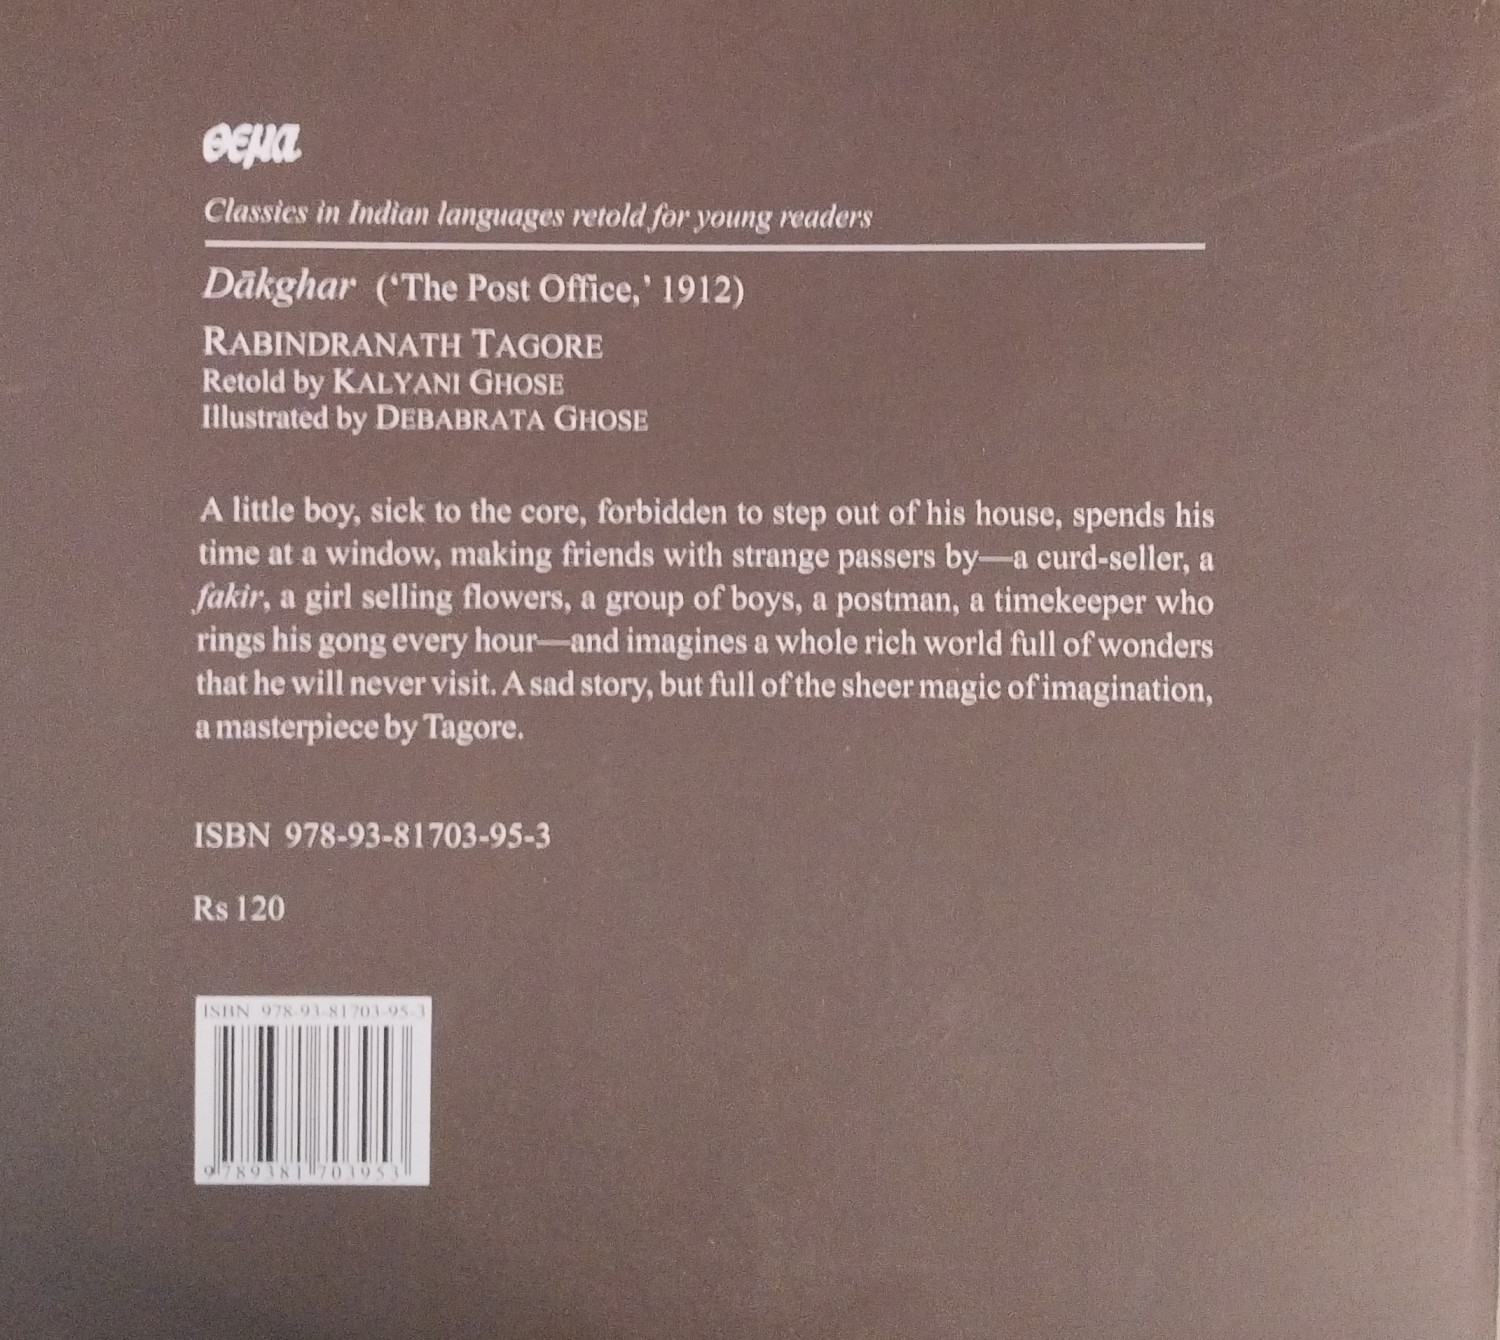 θεμα
Classics in Indian languages retold for young readers
Dākghar (‘The Post Office,’ 1912)
RABINDRANATH TAGORE
Retold by KALYANI GHOSE
Illustrated by DEBABRATA GHOSE
A little boy, sick to the core, forbidden to step out of his house, spends his
time at a window, making friends with strange passers by—a curd-seller, a
fakir, a girl selling flowers, a group of boys, a postman, a timekeeper who
rings his gong every hour—and imagines a whole rich world full of wonders
that he will never visit. A sad story, but full of the sheer magic of imagination,
a masterpiece by Tagore.
ISBN 978-93-81703-95-3
Rs 120
ISBN 978-93-81703-95-3
9 789381 703953